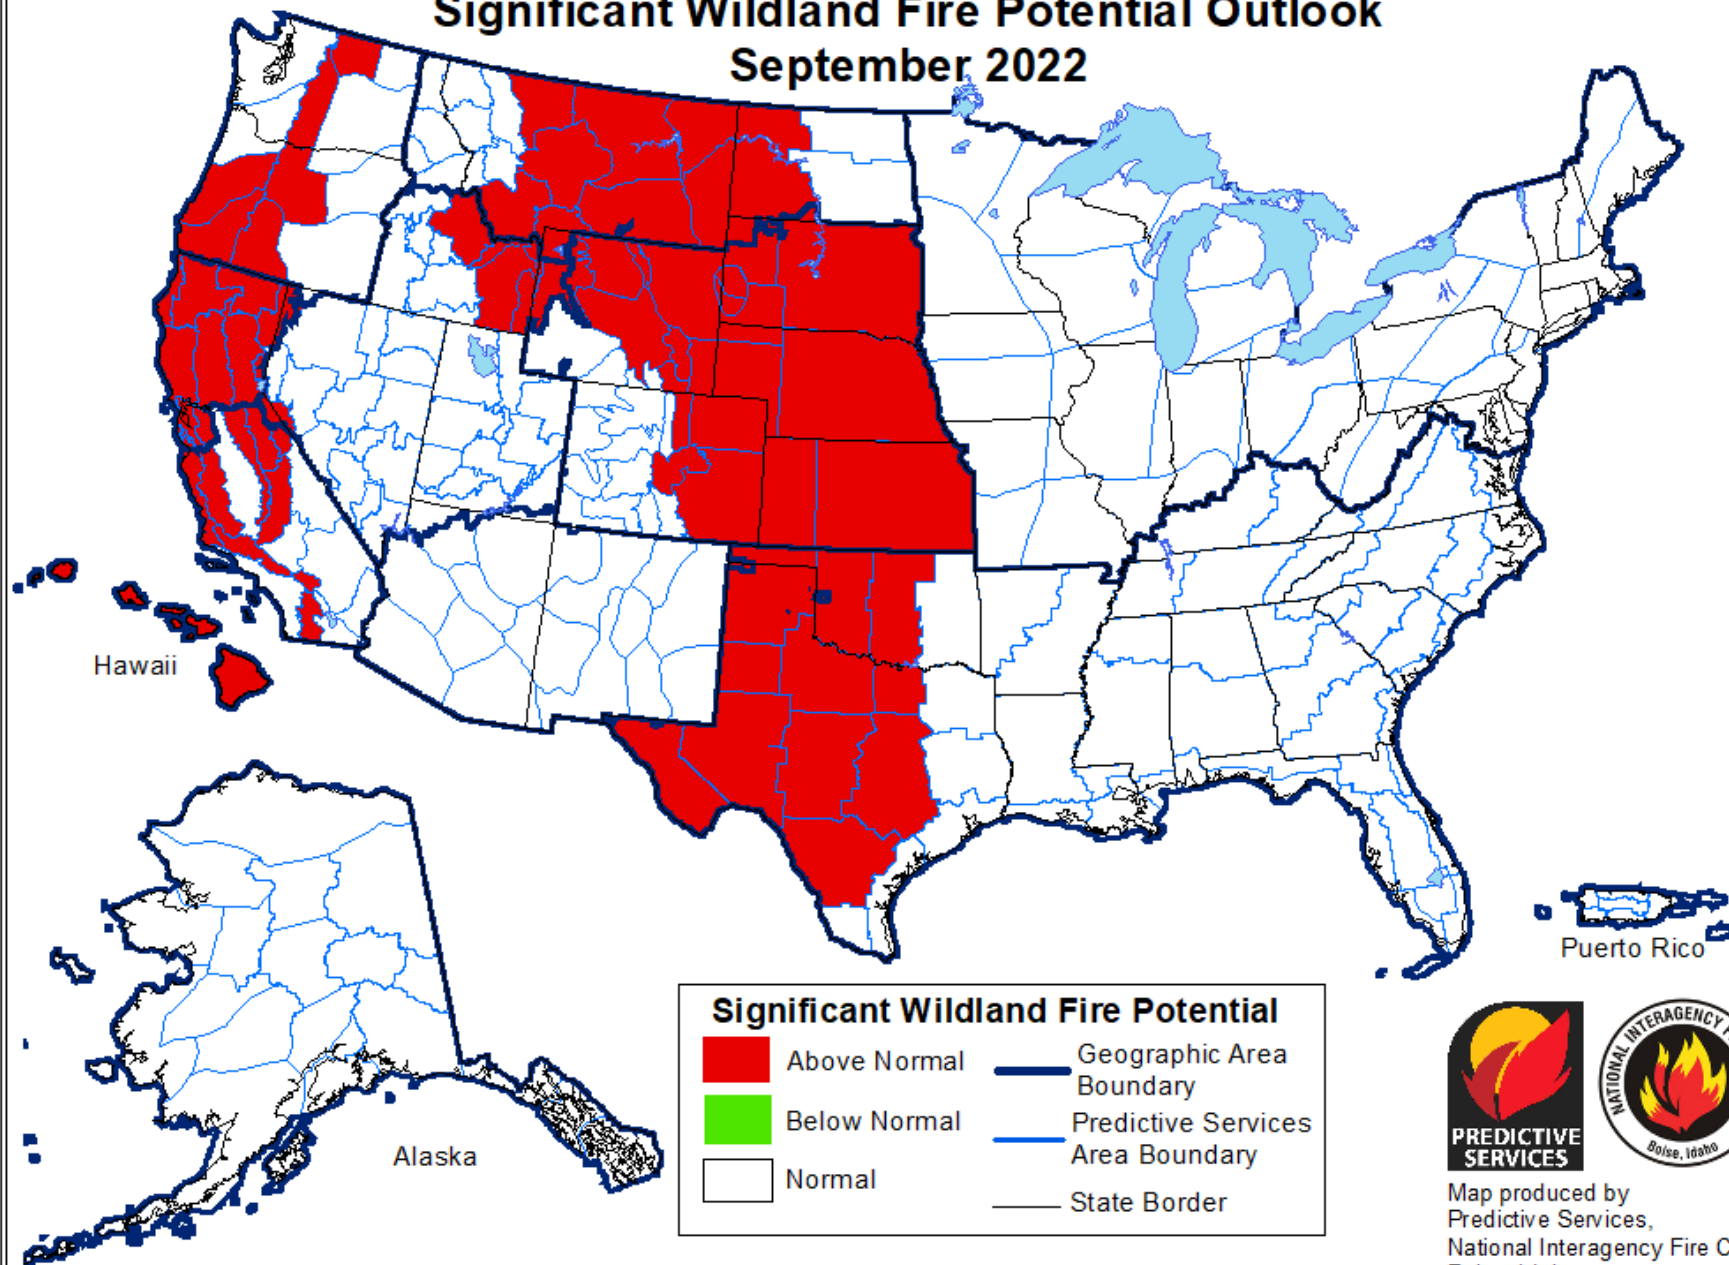 Significant Wildland Fire Potential Outlook
September 2022
Hawaii
Alaska
Puerto Rico
Significant Wildland Fire Potential
Above Normal
Below Normal
Normal
Geographic Area
Boundary
Predictive Services
Area Boundary
State Border
PREDICTIVE
SERVICES
NATIONAL INTERAGENCY
Boise, Idaho
Map produced by
Predictive Services,
National Interagency Fire